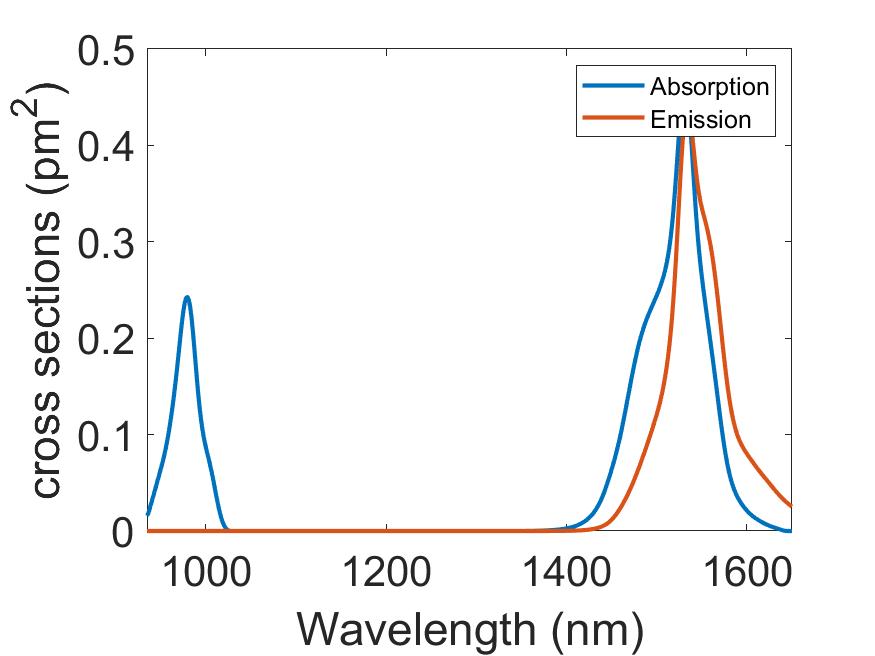 0.5
Absorption
Emission
0.4
0.3
0.2
0.1
0
cross sections (pm2)
1000 1200 1400 1600
Wavelength (nm)